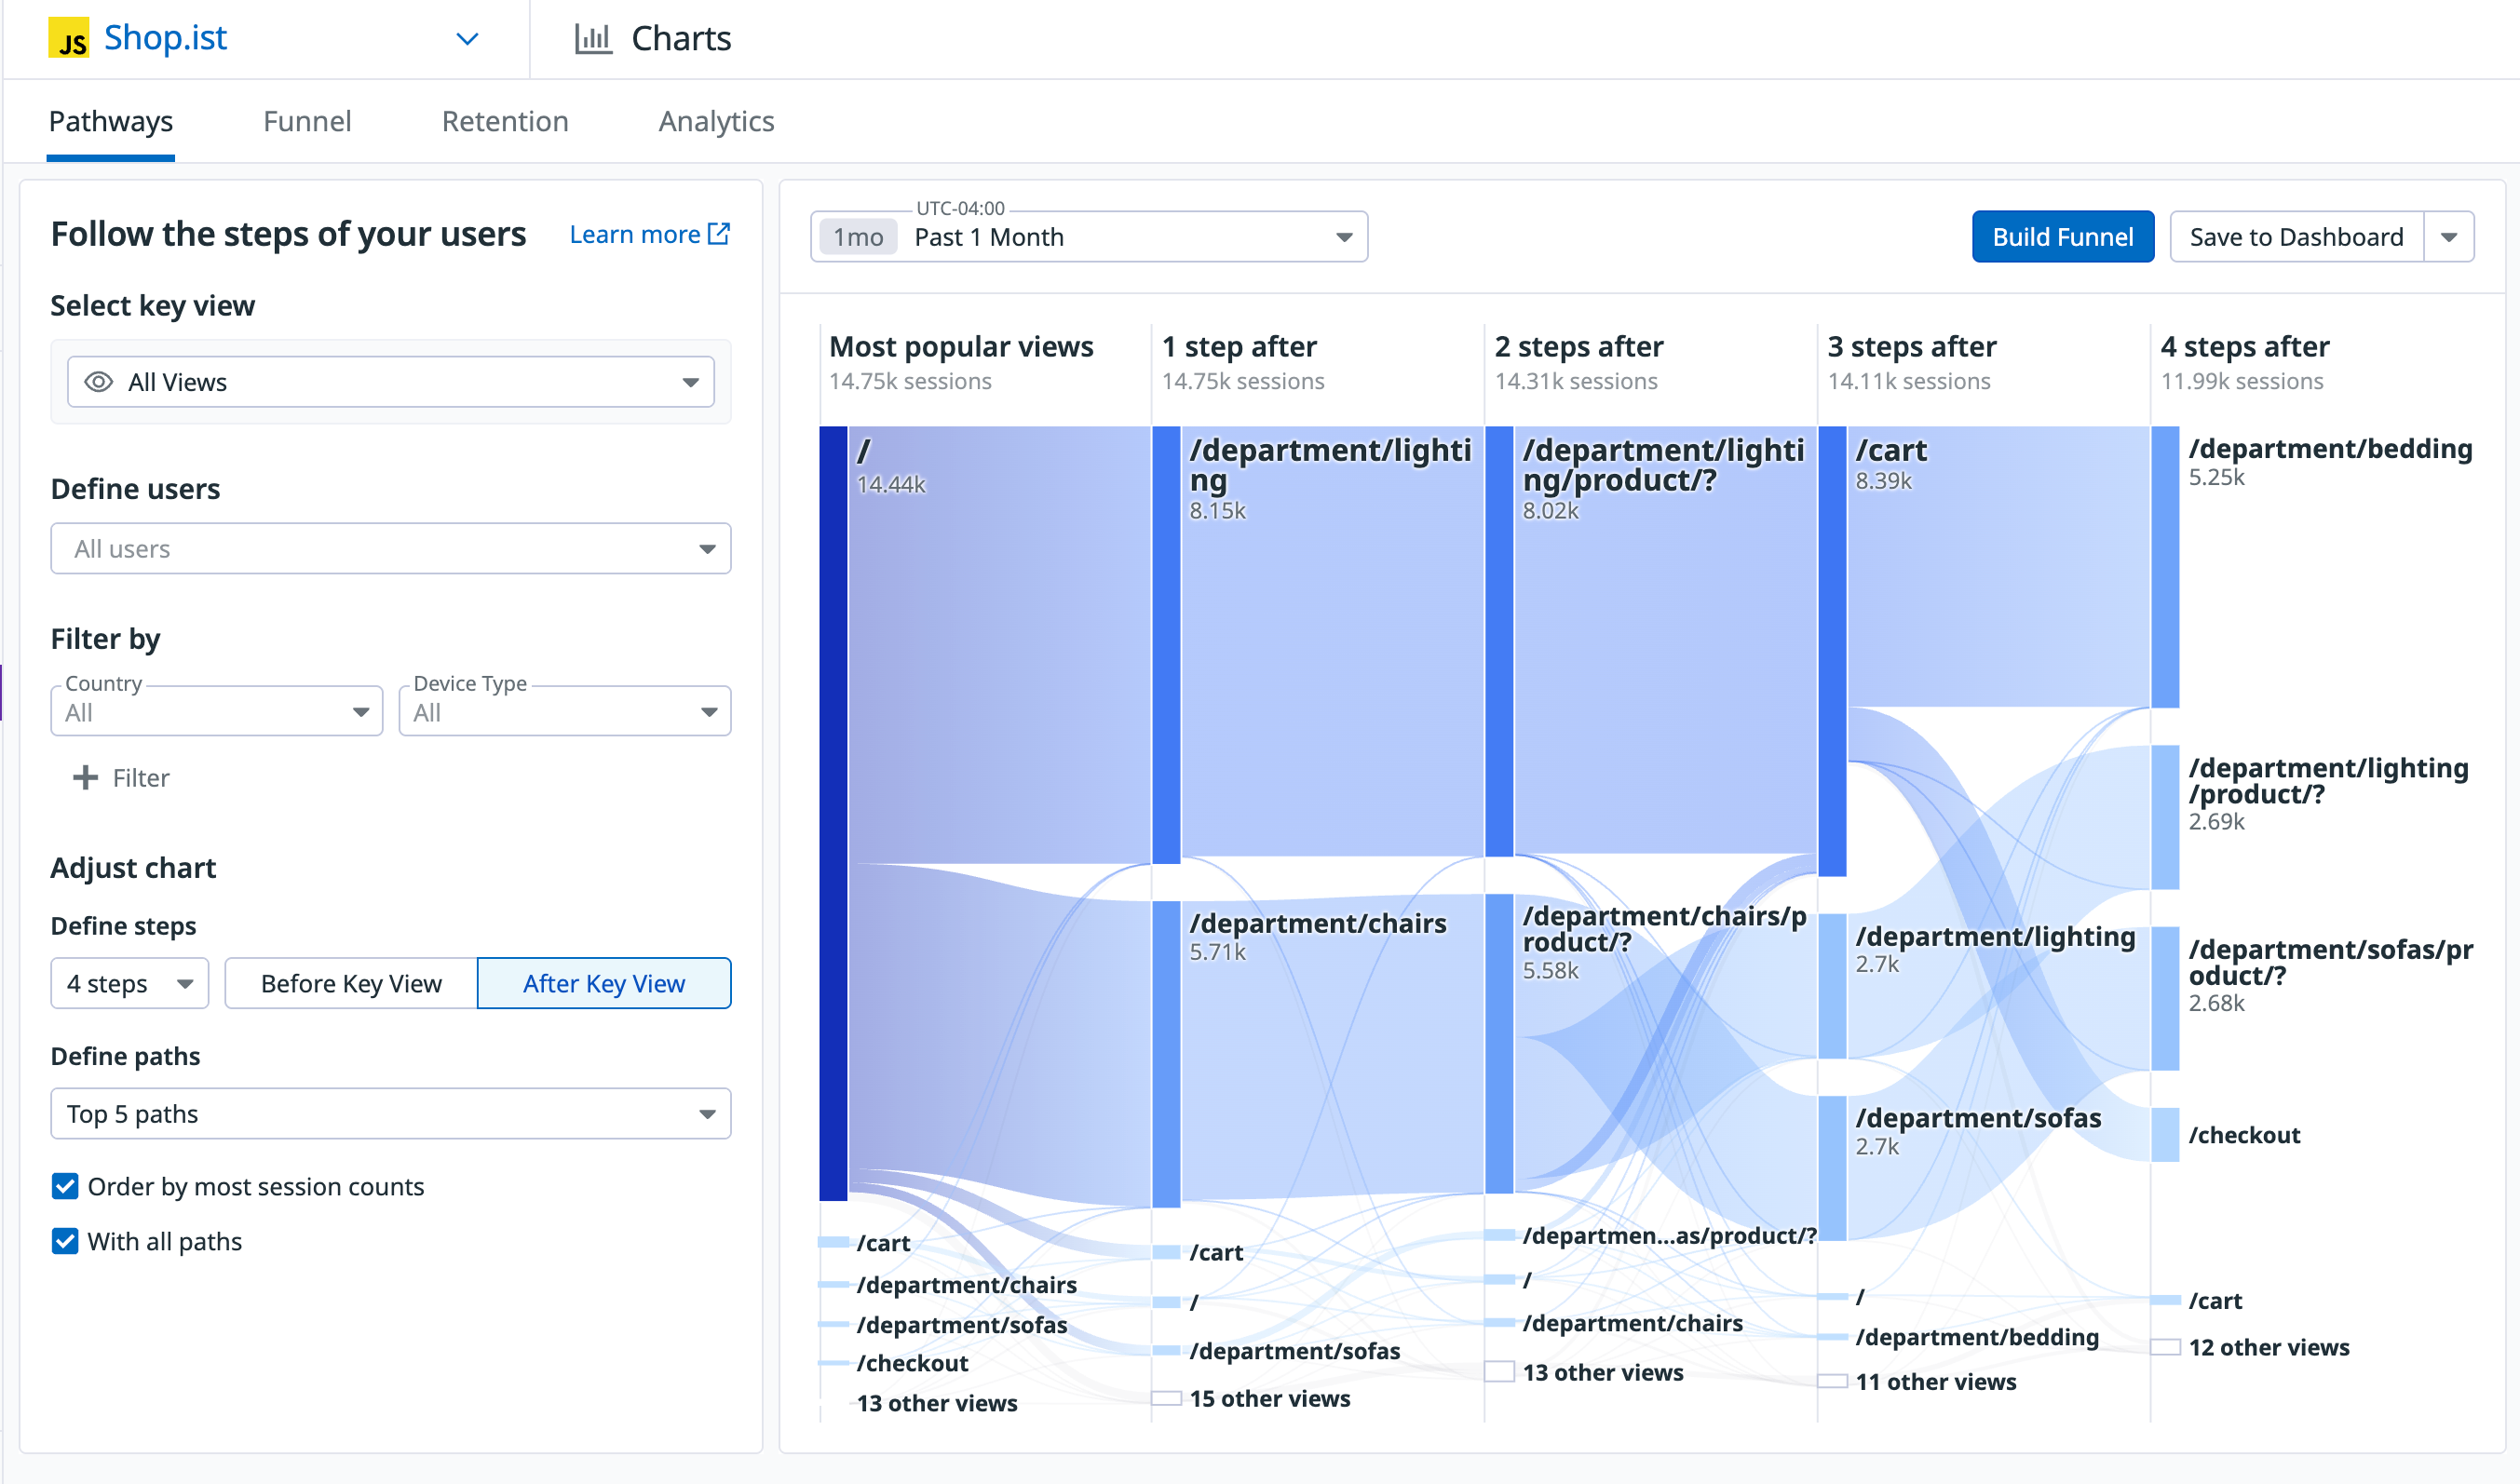 JS Shop.ist
Charts
Pathways Funnel Retention Analytics
Follow the steps of your users
Learn more
Select key view
All Views
Define users
All users
Filter by
Country
All
Device Type
All
Filter
Adjust chart
Define steps
4 steps
Before Key View
After Key View
Define paths
Top 5 paths
Order by most session counts
With all paths
UTC-04:00
1mo Past 1 Month
Build Funnel
Save to Dashboard
Most popular views
14.75k sessions
/
14.44k
/cart
/department/chairs
/department/sofas
/checkout
13 other views
1 step after
14.75k sessions
/department/lighti
ng
8.15k
/department/chairs
5.71k
/cart
/
/department/sofas
15 other views
2 steps after
14.31k sessions
/department/lighti
ng/product/?
8.02k
/department/chairs/p
roduct/?
5.58k
/departmen...as/product/?
/
/department/chairs
13 other views
3 steps after
14.11k sessions
/cart
8.39k
/department/lighting
2.7k
/department/sofas
2.7k
/
/department/bedding
11 other views
4 steps after
11.99k sessions
/department/bedding
5.25k
/department/lighting
/product/?
2.69k
/department/sofas/pr
oduct/?
2.68k
/checkout
/cart
12 other views